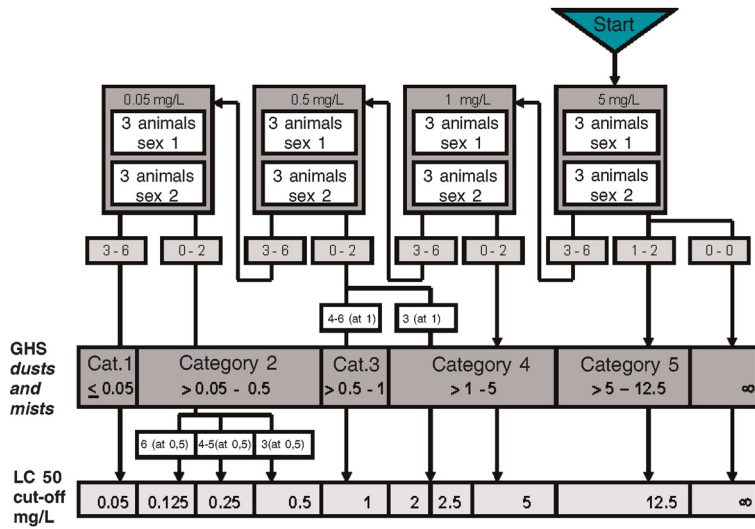 Start
0.05 mg/L
0.5 mg/L
1 mg/L
5 mg/L
3 animals
sex 1
3 animals
sex 1
3 animals
sex 1
3 animals
sex 1
3 animals
sex 2
3 animals
sex 2
3 animals
sex 2
3 animals
sex 2
3 - 6
0 - 2
3 - 6
0 - 2
3 - 6
0 - 2
3 - 6
1 - 2
0 - 0
4-6 (at 1)
3 (at 1)
GHS
dusts
and
mists
Cat.1
≤ 0.05
Category 2
> 0.05 - 0.5
Cat.3
> 0.5 - 1
Category 4
> 1 - 5
Category 5
> 5 – 12.5
∞
6 (at 0,5)
4-5(at 0,5)
3(at 0,5)
LC 50
cut-off
mg/L
0.05
0.125
0.25
0.5
1
2
2.5
5
12.5
∞